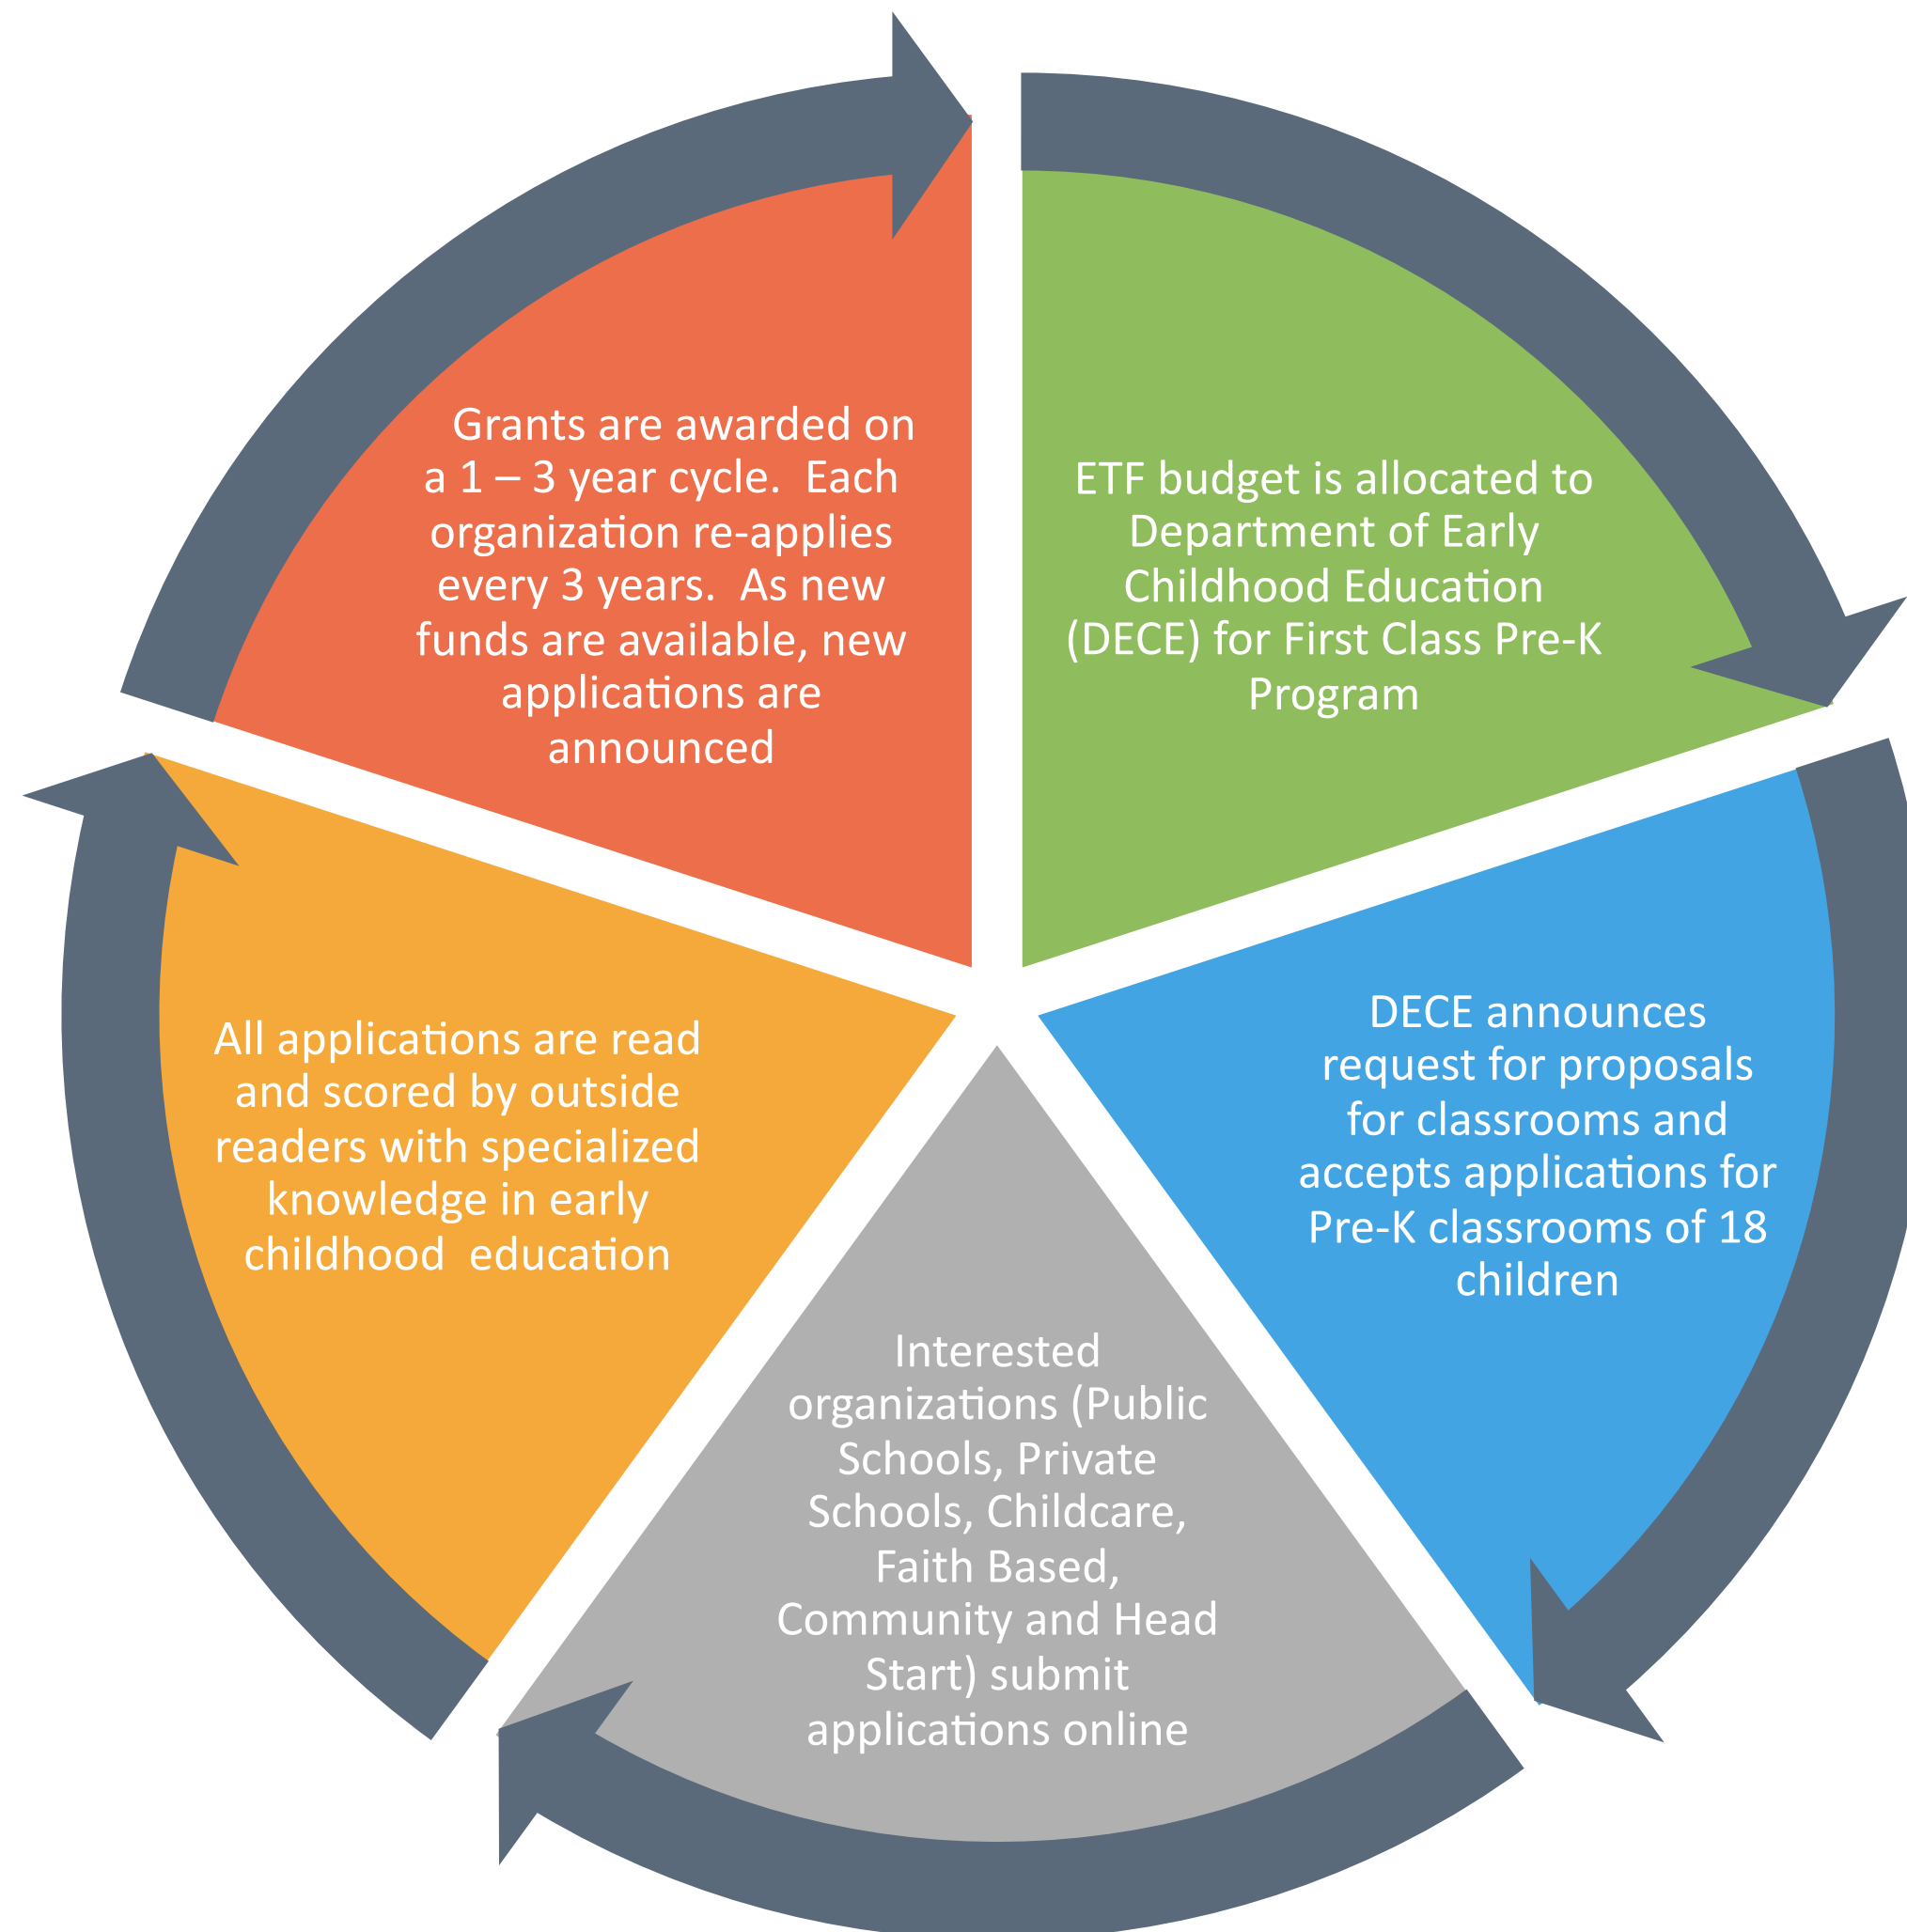 Grants are awarded on
a 1 – 3 year cycle.  Each
organization re-applies
every 3 years.  As new
funds are available, new
applications are
announced
ETF budget is allocated to
Department of Early
Childhood Education
(DECE) for First Class Pre-K
Program
DECE announces
request for proposals
for classrooms and
accepts applications for
Pre-K classrooms of 18
children
Interested
organizations (Public
Schools, Private
Schools, Childcare,
Faith Based,
Community and Head
Start) submit
applications online
All applications are read
and scored by outside
readers with specialized
knowledge in early
childhood  education